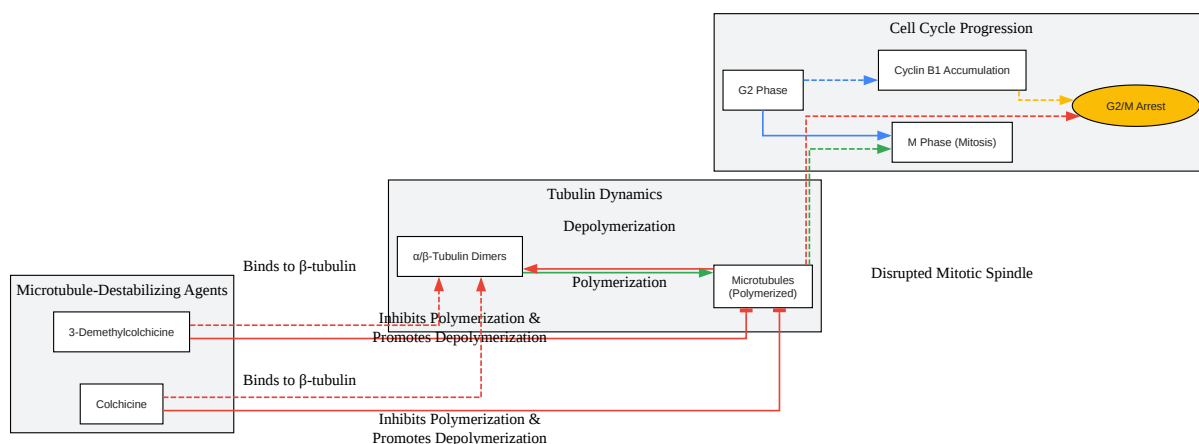 Cell Cycle Progression
Cyclin B1 Accumulation
G2 Phase
G2/M Arrest
M Phase (Mitosis)
Tubulin Dynamics
Depolymerization
α/β-Tubulin Dimers
Polymerization
Microtubules
(Polymerized)
Disrupted Mitotic Spindle
Binds to β-tubulin
Microtubule-Destabilizing Agents
3-Demethylcolchicine
Inhibits Polymerization &
Promotes Depolymerization
Binds to β-tubulin
Colchicine
Inhibits Polymerization &
Promotes Depolymerization